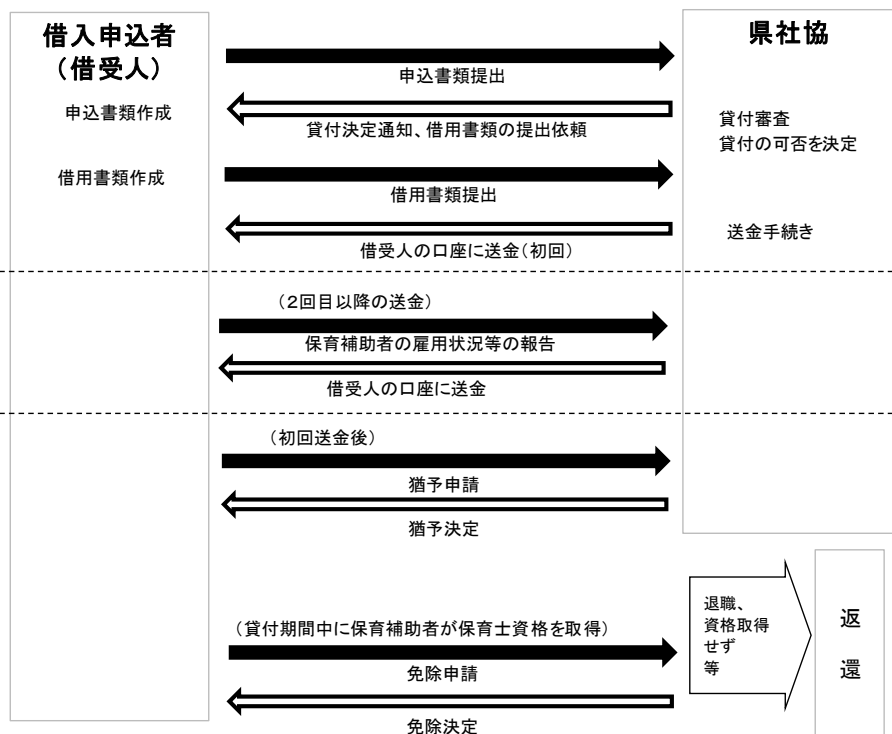 借入申込者
（借受人）
県社協
申込書類提出
申込書類作成
貸付決定通知、借用書類の提出依頼
貸付審査
貸付の可否を決定
借用書類作成
借用書類提出
送金手続き
借受人の口座に送金（初回）
（２回目以降の送金）
保育補助者の雇用状況等の報告
借受人の口座に送金
（初回送金後）
猶予申請
猶予決定
（貸付期間中に保育補助者が保育士資格を取得）
免除申請
免除決定
退職、
資格取得
せず
等
返
還